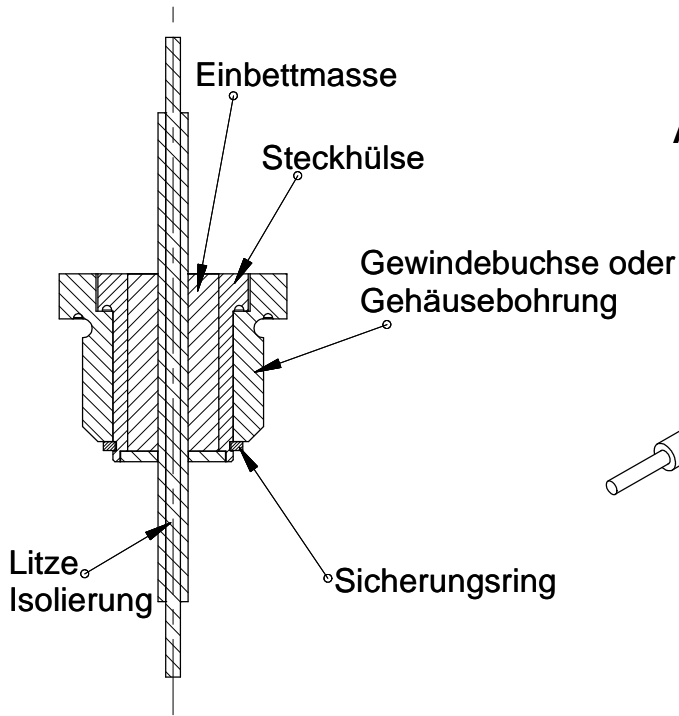 Einbettmasse
Steckhülse
Gewindebuchse oder
Gehäusebohrung
Litze
Isolierung
Sicherungsring